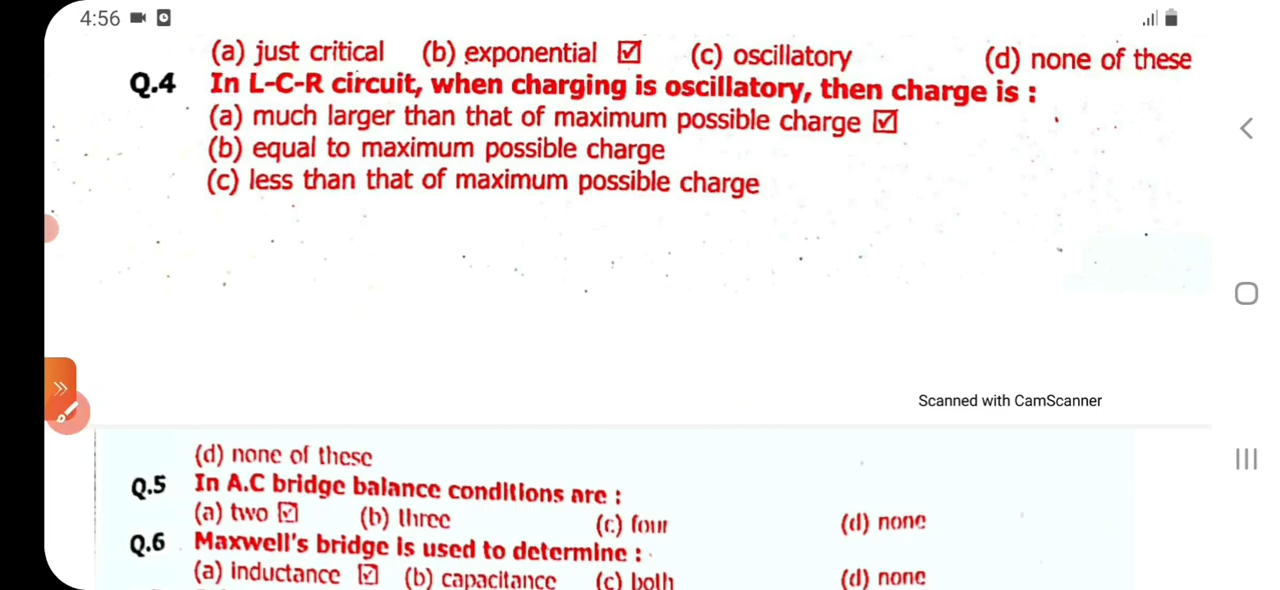 4:56
(a) just critical (b) exponential ☑ (c) oscillatory (d) none of these
Q.4 In L-C-R circuit, when charging is oscillatory, then charge is :
(a) much larger than that of maximum possible charge ☑
(b) equal to maximum possible charge
(c) less than that of maximum possible charge
Scanned with CamScanner
(d) none of these
Q.5 In A.C bridge balance conditions are :
(a) two ☑ (b) three (c) four (d) none
Q.6 Maxwell's bridge is used to determine :
(a) inductance ☑ (b) capacitance (c) both (d) none